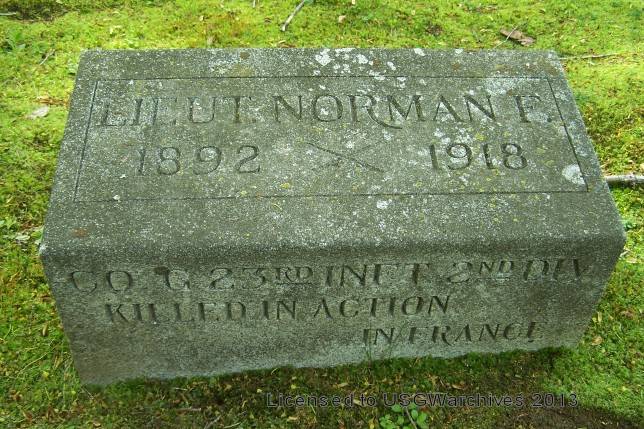 LIEUT. NORMAN F.
1892 1918
CO. G 23RD INFT. 2ND DIV.
KILLED IN ACTION
IN FRANCE
Licensed to USGWarchives 2013